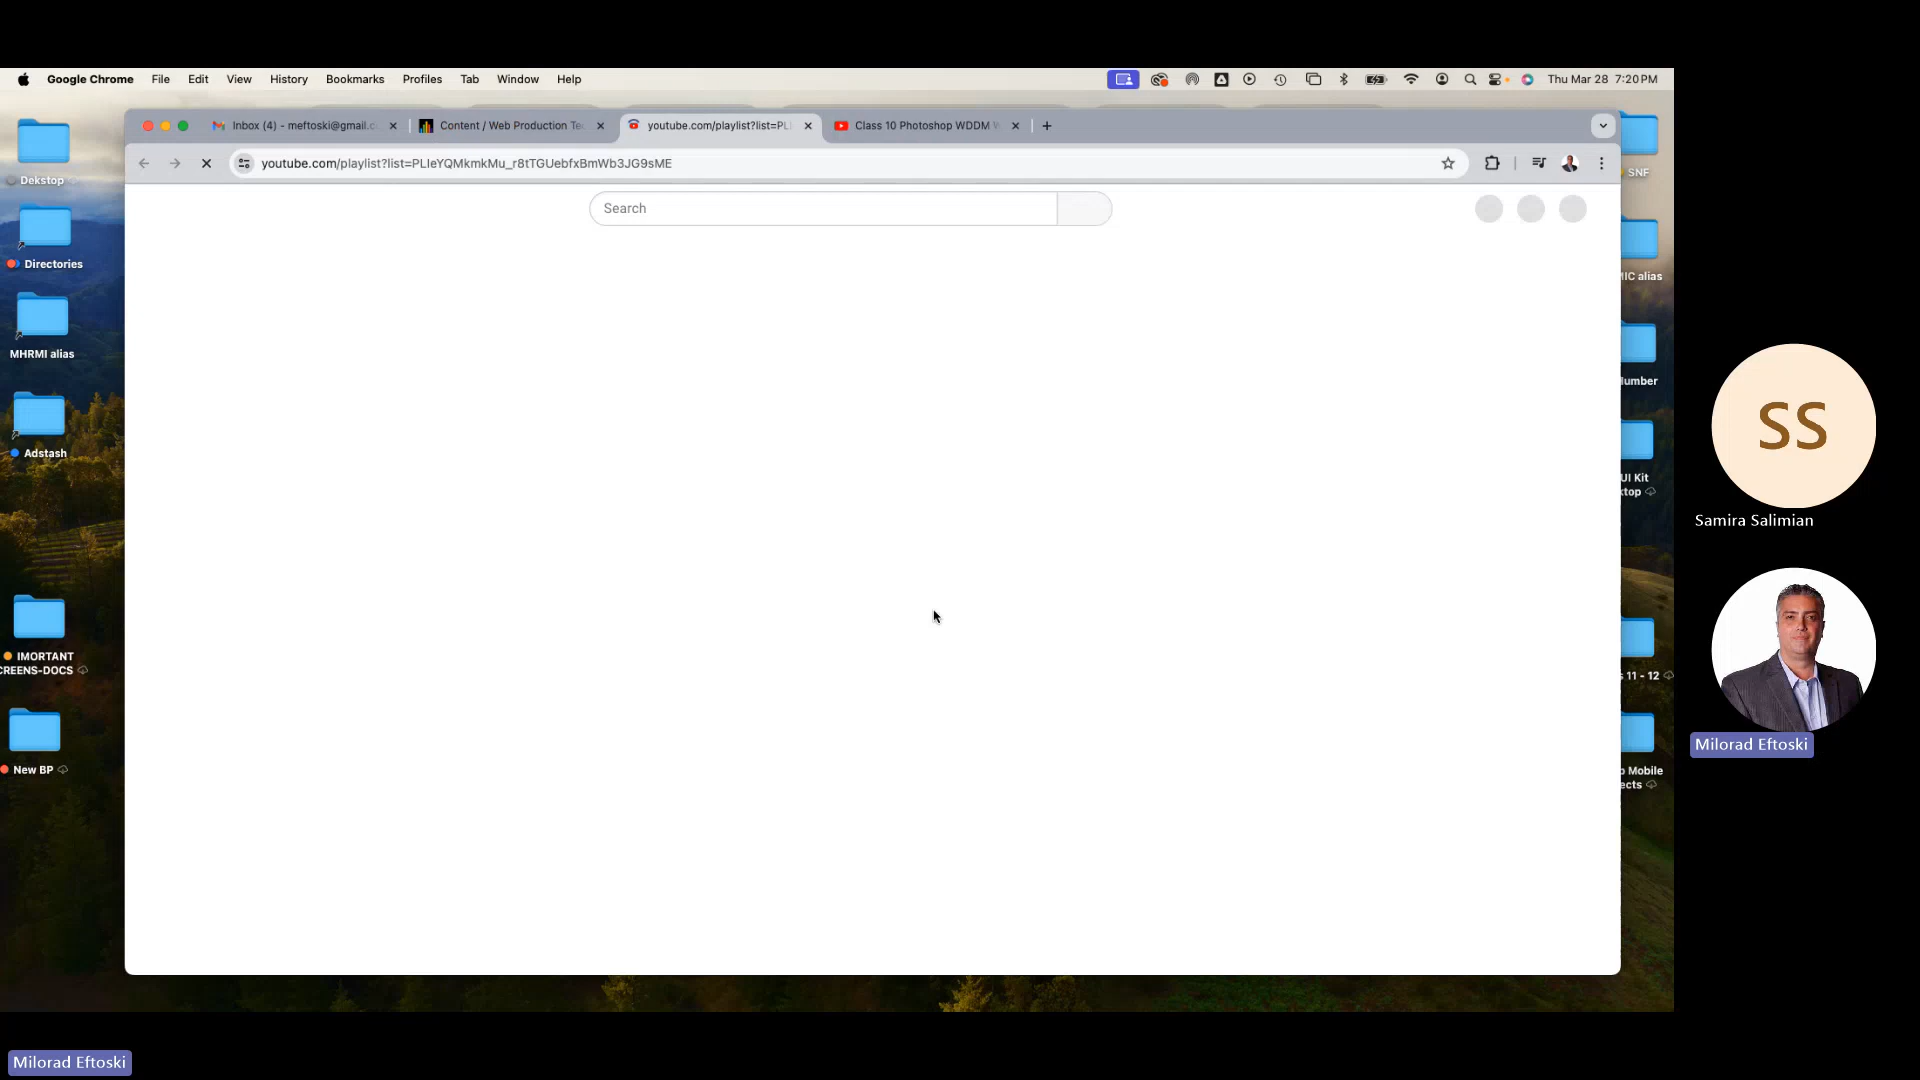 Google Chrome File Edit View History Bookmarks Profiles Tab Window Help
Thu Mar 28 7:20 PM
Inbox (4) - meftoski@gmail.c
Content / Web Production Te
youtube.com/playlist?list=PL
Class 10 Photoshop WDDM
youtube.com/playlist?list=PLIeYQMkmkMu_r8tTGUebfxBmWb3JG9sME
Search
Dekstop
Directories
MHRMI alias
Adstash
IMORTANT
CREENS-DOCS
New BP
SNF
IC alias
umber
UI Kit
top
11 - 12
Mobile
ects
SS
Samira Salimian
Milorad Eftoski
Milorad Eftoski